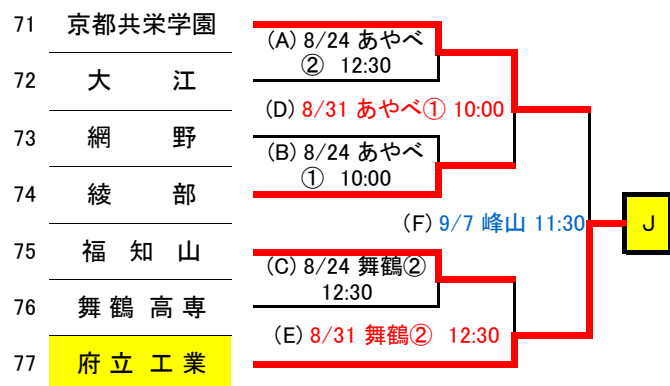 71 京都共栄学園
(A) 8/24 あやべ
② 12:30
72 大 江
(D) 8/31 あやべ① 10:00
73 網 野
(B) 8/24 あやべ
① 10:00
74 綾 部
(F) 9/7 峰山 11:30
J
75 福 知 山
(C) 8/24 舞鶴②
12:30
76 舞鶴 高専
(E) 8/31 舞鶴② 12:30
77 府立工業